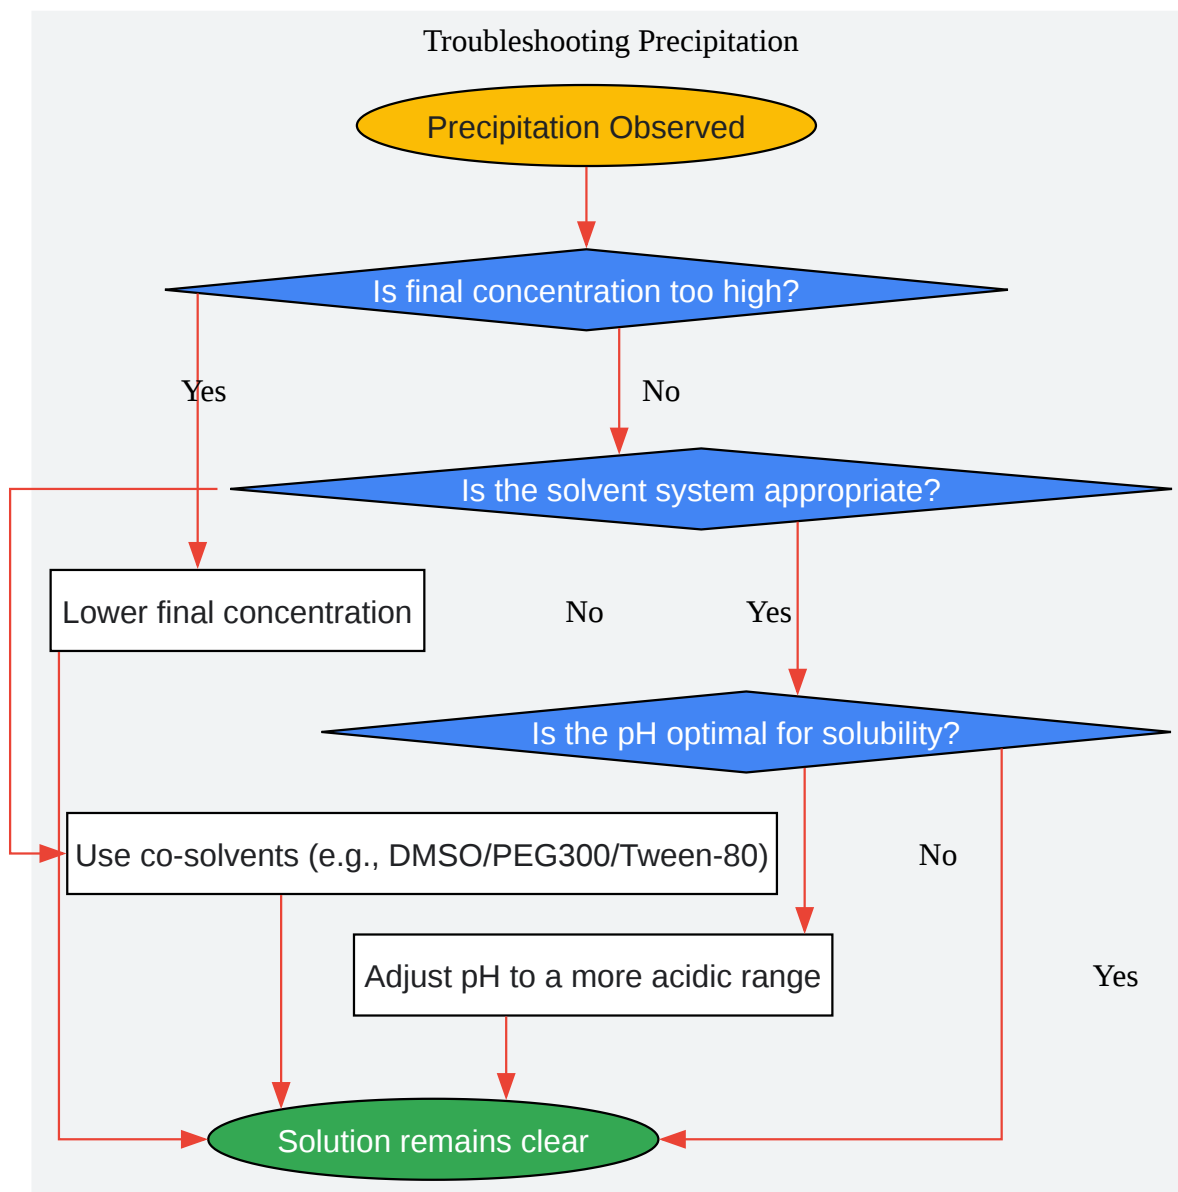 Troubleshooting Precipitation
Precipitation Observed
Is final concentration too high?
Yes
No
Is the solvent system appropriate?
Lower final concentration
No
Yes
Is the pH optimal for solubility?
Use co-solvents (e.g., DMSO/PEG300/Tween-80)
No
Adjust pH to a more acidic range
Yes
Solution remains clear